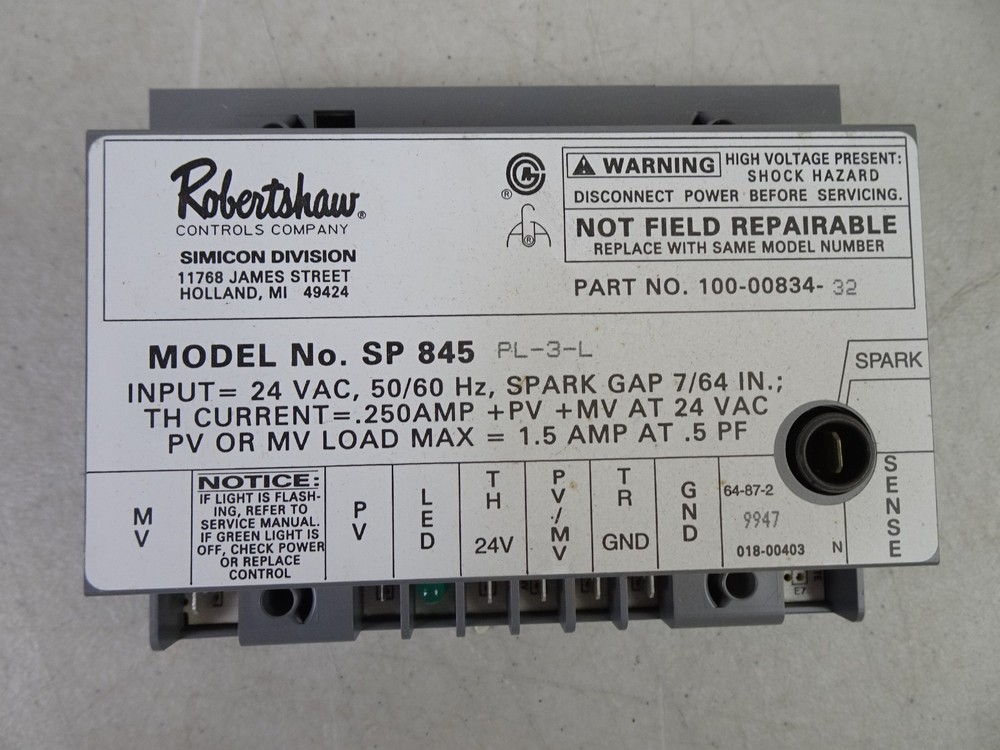 Robertshaw®
CONTROLS COMPANY
SIMICON DIVISION
11768 JAMES STREET
HOLLAND, MI 49424
®
®
WARNING HIGH VOLTAGE PRESENT:
SHOCK HAZARD
DISCONNECT POWER BEFORE SERVICING.
NOT FIELD REPAIRABLE
REPLACE WITH SAME MODEL NUMBER
PART NO. 100-00834- 32
MODEL No. SP 845 PL-3-L
INPUT= 24 VAC, 50/60 Hz, SPARK GAP 7/64 IN.;
TH CURRENT=.250AMP +PV +MV AT 24 VAC
PV OR MV LOAD MAX = 1.5 AMP AT .5 PF
SPARK
MV
NOTICE:
IF LIGHT IS FLASH-
ING, REFER TO
SERVICE MANUAL.
IF GREEN LIGHT IS
OFF, CHECK POWER
OR REPLACE
CONTROL
PV
LED
TH
24V
PV/MV
TR
GND
GND
64-87-2
9947
018-00403 N
SENSE
E7